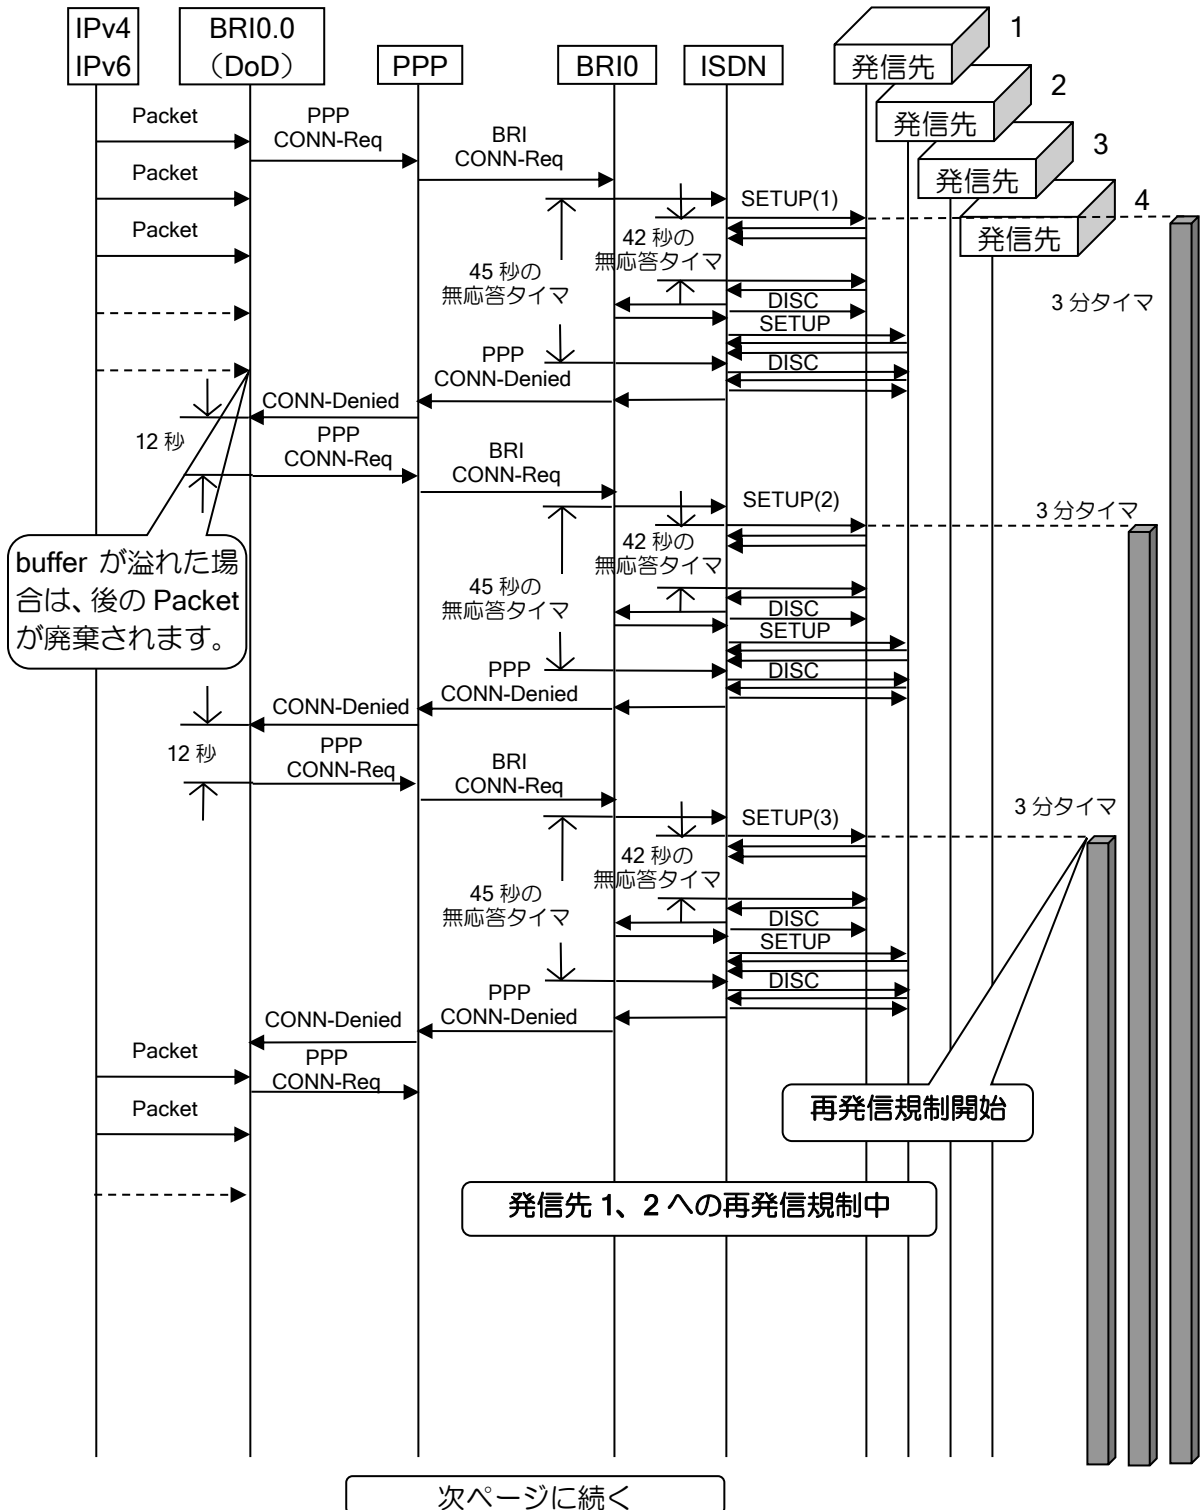 IPv4
IPv6
BRI0.0
（DoD）
PPP
BRI0
ISDN
発信先
1
発信先
2
発信先
3
発信先
4
Packet
PPP
CONN-Req
BRI
CONN-Req
Packet
SETUP(1)
Packet
42 秒の
無応答タイマ
45 秒の
無応答タイマ
3 分タイマ
DISC
SETUP
PPP
CONN-Denied
DISC
CONN-Denied
12 秒
PPP
CONN-Req
BRI
CONN-Req
SETUP(2)
3 分タイマ
buffer が溢れた場
合は、後の Packet
が廃棄されます。
42 秒の
無応答タイマ
45 秒の
無応答タイマ
DISC
SETUP
PPP
CONN-Denied
DISC
CONN-Denied
12 秒
PPP
CONN-Req
BRI
CONN-Req
SETUP(3)
3 分タイマ
42 秒の
無応答タイマ
45 秒の
無応答タイマ
DISC
SETUP
PPP
CONN-Denied
DISC
CONN-Denied
Packet
PPP
CONN-Req
Packet
再発信規制開始
発信先 1、2 への再発信規制中
次ページに続く